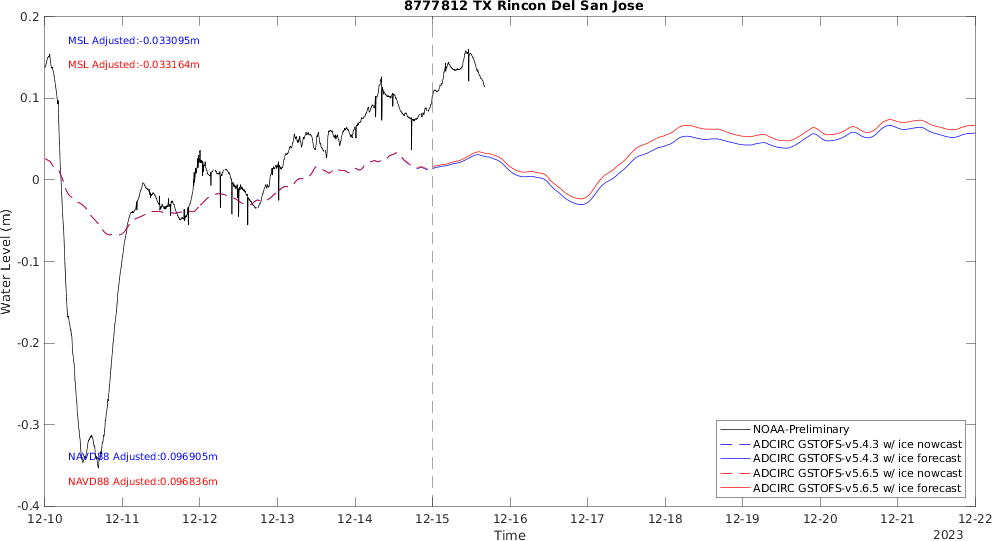 8777812 TX Rincon Del San Jose
MSL Adjusted:-0.033095m
MSL Adjusted:-0.033164m
NAVD88 Adjusted:0.096905m
NAVD88 Adjusted:0.096836m
Water Level (m)
0.2
0.1
0
-0.1
-0.2
-0.3
-0.4
NOAA-Preliminary
ADCIRC GSTOFS-v5.4.3 w/ ice nowcast
ADCIRC GSTOFS-v5.4.3 w/ ice forecast
ADCIRC GSTOFS-v5.6.5 w/ ice nowcast
ADCIRC GSTOFS-v5.6.5 w/ ice forecast
12-10 12-11 12-12 12-13 12-14 12-15 12-16 12-17 12-18 12-19 12-20 12-21 12-22
Time
2023